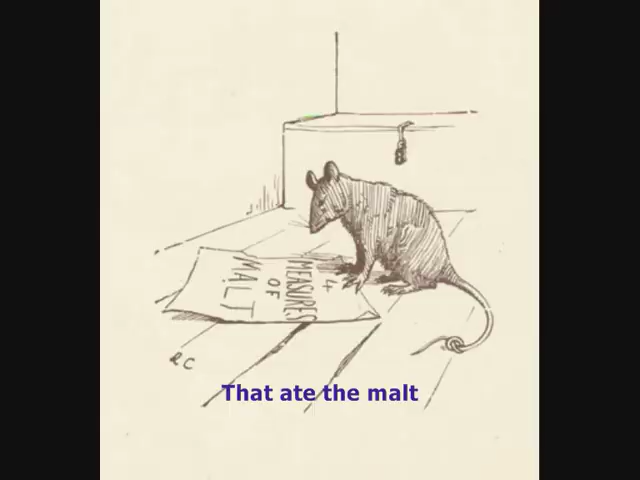 4
MEASURES
OF
MALT
RC
That ate the malt